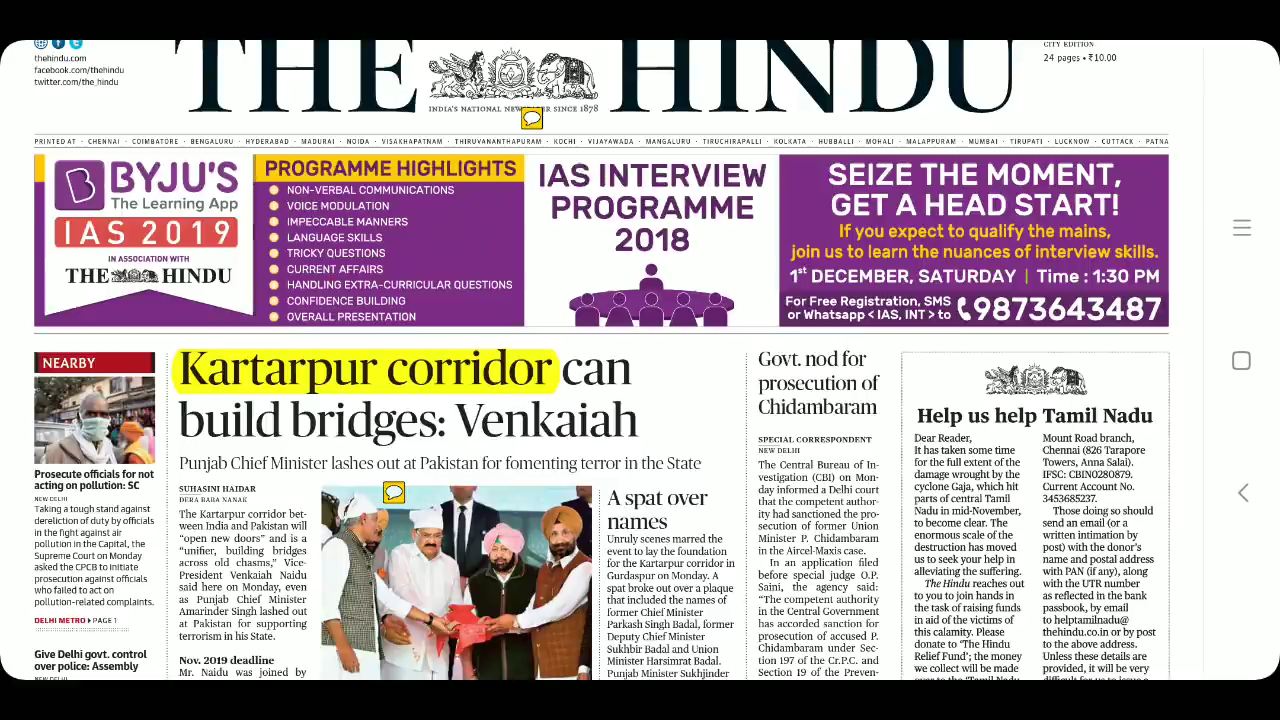 thehindu.com
facebook.com/thehindu
twitter.com/the_hindu
THE HINDU
INDIA'S NATIONAL NEWSPAPER SINCE 1878
CITY EDITION
24 pages • ₹10.00
PRINTED AT · CHENNAI · COIMBATORE · BENGALURU · HYDERABAD · MADURAI · NOIDA · VISAKHAPATNAM · THIRUVANANTHAPURAM · KOCHI · VIJAYAWADA · MANGALURU · TIRUCHIRAPALLI · KOLKATA · HUBBALLI · MOHALI · MALAPPURAM · MUMBAI · TIRUPATI · LUCKNOW · CUTTACK · PATNA
BYJU'S
The Learning App
IAS 2019
IN ASSOCIATION WITH
THE HINDU
PROGRAMME HIGHLIGHTS
NON-VERBAL COMMUNICATIONS
VOICE MODULATION
IMPECCABLE MANNERS
LANGUAGE SKILLS
TRICKY QUESTIONS
CURRENT AFFAIRS
HANDLING EXTRA-CURRICULAR QUESTIONS
CONFIDENCE BUILDING
OVERALL PRESENTATION
IAS INTERVIEW
PROGRAMME
2018
SEIZE THE MOMENT,
GET A HEAD START!
If you expect to qualify the mains,
join us to learn the nuances of interview skills.
1st DECEMBER, SATURDAY | Time : 1:30 PM
For Free Registration, SMS
or Whatsapp < IAS, INT > to
9873643487
NEARBY
Prosecute officials for not
acting on pollution: SC
NEW DELHI
Taking a tough stand against
dereliction of duty by officials
in the fight against air
pollution in the Capital, the
Supreme Court on Monday
asked the CPCB to initiate
prosecution against officials
who failed to act on
pollution-related complaints.
DELHI METRO ▸ PAGE 1
Give Delhi govt. control
over police: Assembly
Kartarpur corridor can
build bridges: Venkaiah
Punjab Chief Minister lashes out at Pakistan for fomenting terror in the State
SUHASINI HAIDAR
DERA BABA NANAK
The Kartarpur corridor bet-
ween India and Pakistan will
“open new doors” and is a
“unifier, building bridges
across old chasms,” Vice-
President Venkaiah Naidu
said here on Monday, even
as Punjab Chief Minister
Amarinder Singh lashed out
at Pakistan for supporting
terrorism in his State.
Nov. 2019 deadline
Mr. Naidu was joined by
A spat over
names
Unruly scenes marred the
event to lay the foundation
for the Kartarpur corridor in
Gurdaspur on Monday. A
spat broke out over a plaque
that included the names of
former Chief Minister
Parkash Singh Badal, former
Deputy Chief Minister
Sukhbir Badal and Union
Minister Harsimrat Badal.
Punjab Minister Sukhjinder
Govt. nod for
prosecution of
Chidambaram
SPECIAL CORRESPONDENT
NEW DELHI
The Central Bureau of In-
vestigation (CBI) on Mon-
day informed a Delhi court
that the competent author-
ity had sanctioned the pro-
secution of former Union
Minister P. Chidambaram
in the Aircel-Maxis case.
In an application filed
before special judge O.P.
Saini, the agency said:
“The competent authority
in the Central Government
has accorded sanction for
prosecution of accused P.
Chidambaram under Sec-
tion 197 of the Cr.P.C. and
Section 19 of the Preven-
Help us help Tamil Nadu
Dear Reader,
It has taken some time
for the full extent of the
damage wrought by the
cyclone Gaja, which hit
parts of central Tamil
Nadu in mid-November,
to become clear. The
enormous scale of the
destruction has moved
us to seek your help in
alleviating the suffering.
The Hindu reaches out
to you to join hands in
the task of raising funds
in aid of the victims of
this calamity. Please
donate to ‘The Hindu
Relief Fund’; the money
we collect will be made
Mount Road branch,
Chennai (826 Tarapore
Towers, Anna Salai).
IFSC: CBIN0280879.
Current Account No.
3453685237.
Those doing so should
send an email (or a
written intimation by
post) with the donor’s
name and postal address
with PAN (if any), along
with the UTR number
as reflected in the bank
passbook, by email
to helptamilnadu@
thehindu.co.in or by post
to the above address.
Unless these details are
provided, it will be very